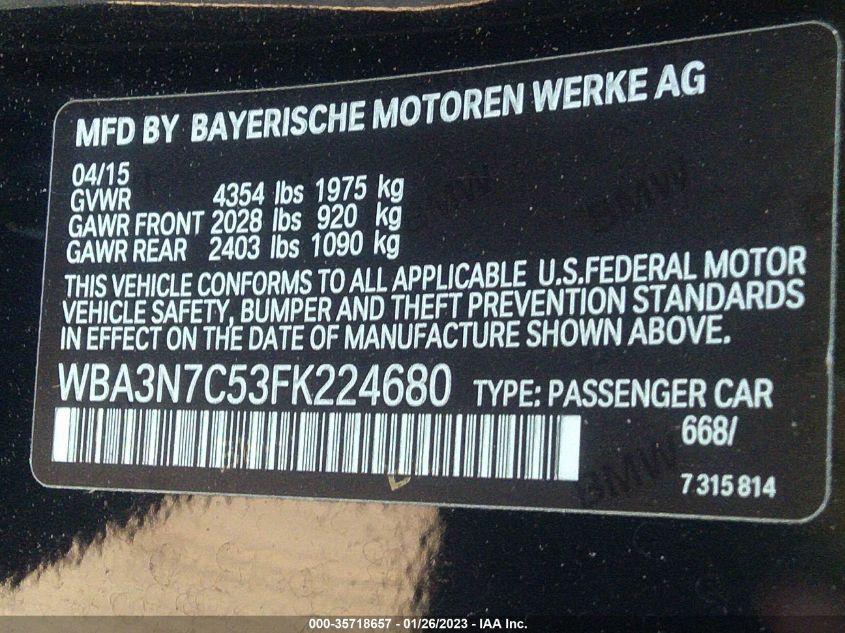 MFD BY BAYERISCHE MOTOREN WERKE AG
04/15
GVWR 4354 lbs 1975 kg
GAWR FRONT 2028 lbs 920 kg
GAWR REAR 2403 lbs 1090 kg
THIS VEHICLE CONFORMS TO ALL APPLICABLE U.S.FEDERAL MOTOR
VEHICLE SAFETY, BUMPER AND THEFT PREVENTION STANDARDS
IN EFFECT ON THE DATE OF MANUFACTURE SHOWN ABOVE.
WBA3N7C53FK224680 TYPE: PASSENGER CAR
668/
7 315 814
BMW
BMW
BMW
000-35718657 - 01/26/2023 - IAA Inc.